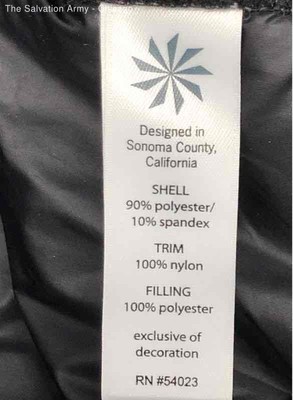 The Salvation Army -
Designed in
Sonoma County,
California
SHELL
90% polyester/
10% spandex
TRIM
100% nylon
FILLING
100% polyester
exclusive of
decoration
RN #54023